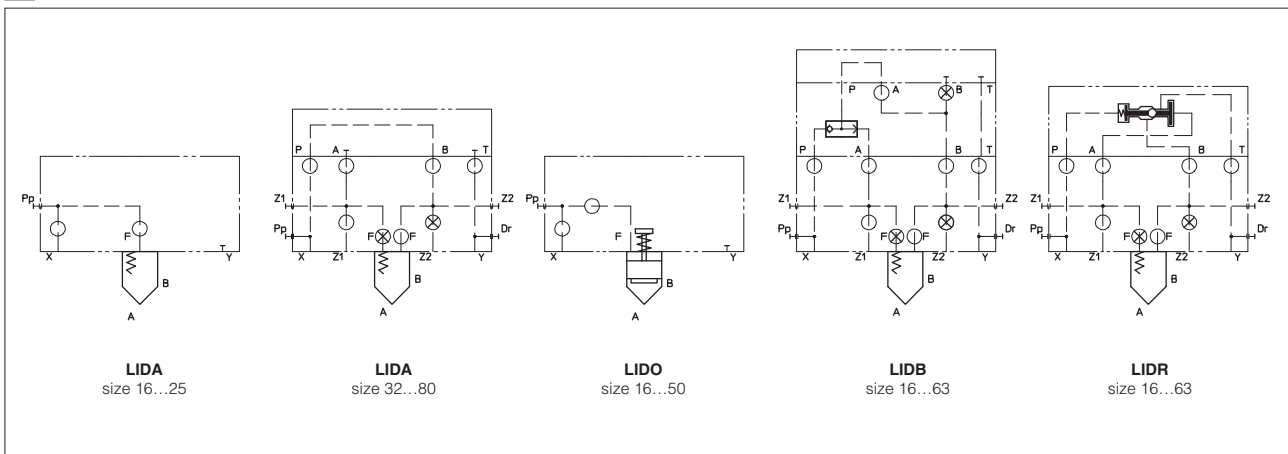 Pp
F
X
T
Y
B
A
LIDA
size 16...25
P
A
B
T
Z1
Z2
Pp
F
F
Dr
X
Z1
Z2
Y
B
A
LIDA
size 32...80
Pp
F
X
T
Y
B
A
LIDO
size 16...50
P
A
B
T
P
A
B
T
Z1
Z2
Pp
F
F
Dr
X
Z1
Z2
Y
B
A
LIDB
size 16...63
P
A
B
T
Z1
Z2
Pp
F
F
Dr
X
Z1
Z2
Y
B
A
LIDR
size 16...63